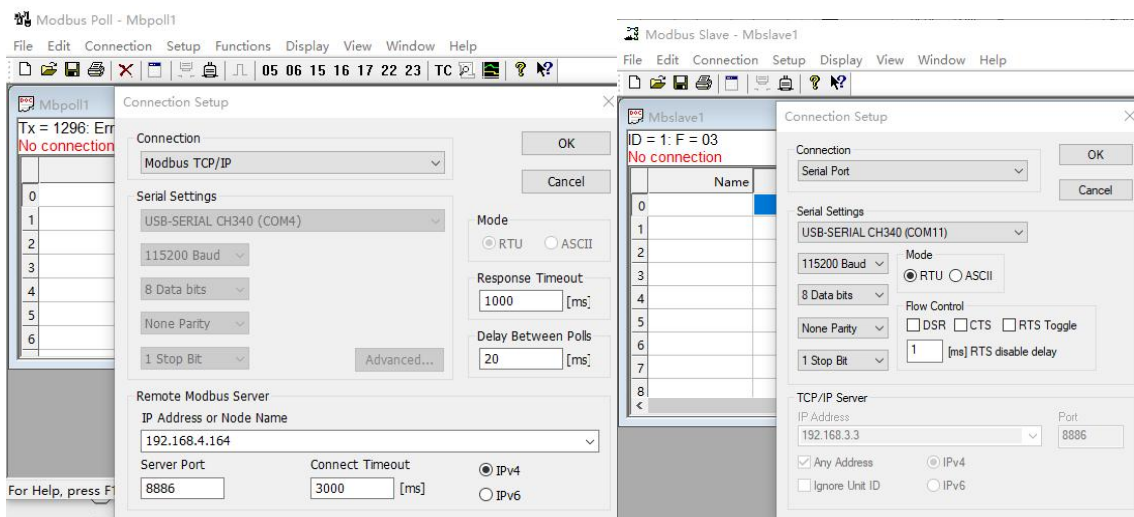 Modbus Poll - Mbpoll1
File Edit Connection Setup Functions Display View Window Help
05 06 15 16 17 22 23 TC
Mbpoll1
Tx = 1296: Err
No connection
0
1
2
3
4
5
6
For Help, press F1
Connection Setup
Connection
Modbus TCP/IP
OK
Cancel
Serial Settings
USB-SERIAL CH340 (COM4)
115200 Baud
8 Data bits
None Parity
1 Stop Bit
Advanced...
Mode
RTU ASCII
Response Timeout
1000 [ms]
Delay Between Polls
20 [ms]
Remote Modbus Server
IP Address or Node Name
192.168.4.164
Server Port Connect Timeout
8886 3000 [ms]
IPv4
IPv6
Modbus Slave - Mbslave1
File Edit Connection Setup Display View Window Help
Mbslave1
ID = 1: F = 03
No connection
Name
0
1
2
3
4
5
6
7
8
Connection Setup
Connection
Serial Port
OK
Cancel
Serial Settings
USB-SERIAL CH340 (COM11)
115200 Baud
8 Data bits
None Parity
1 Stop Bit
Mode
RTU ASCII
Flow Control
DSR CTS RTS Toggle
1 [ms] RTS disable delay
TCP/IP Server
IP Address Port
192.168.3.3 8886
Any Address IPv4
Ignore Unit ID IPv6